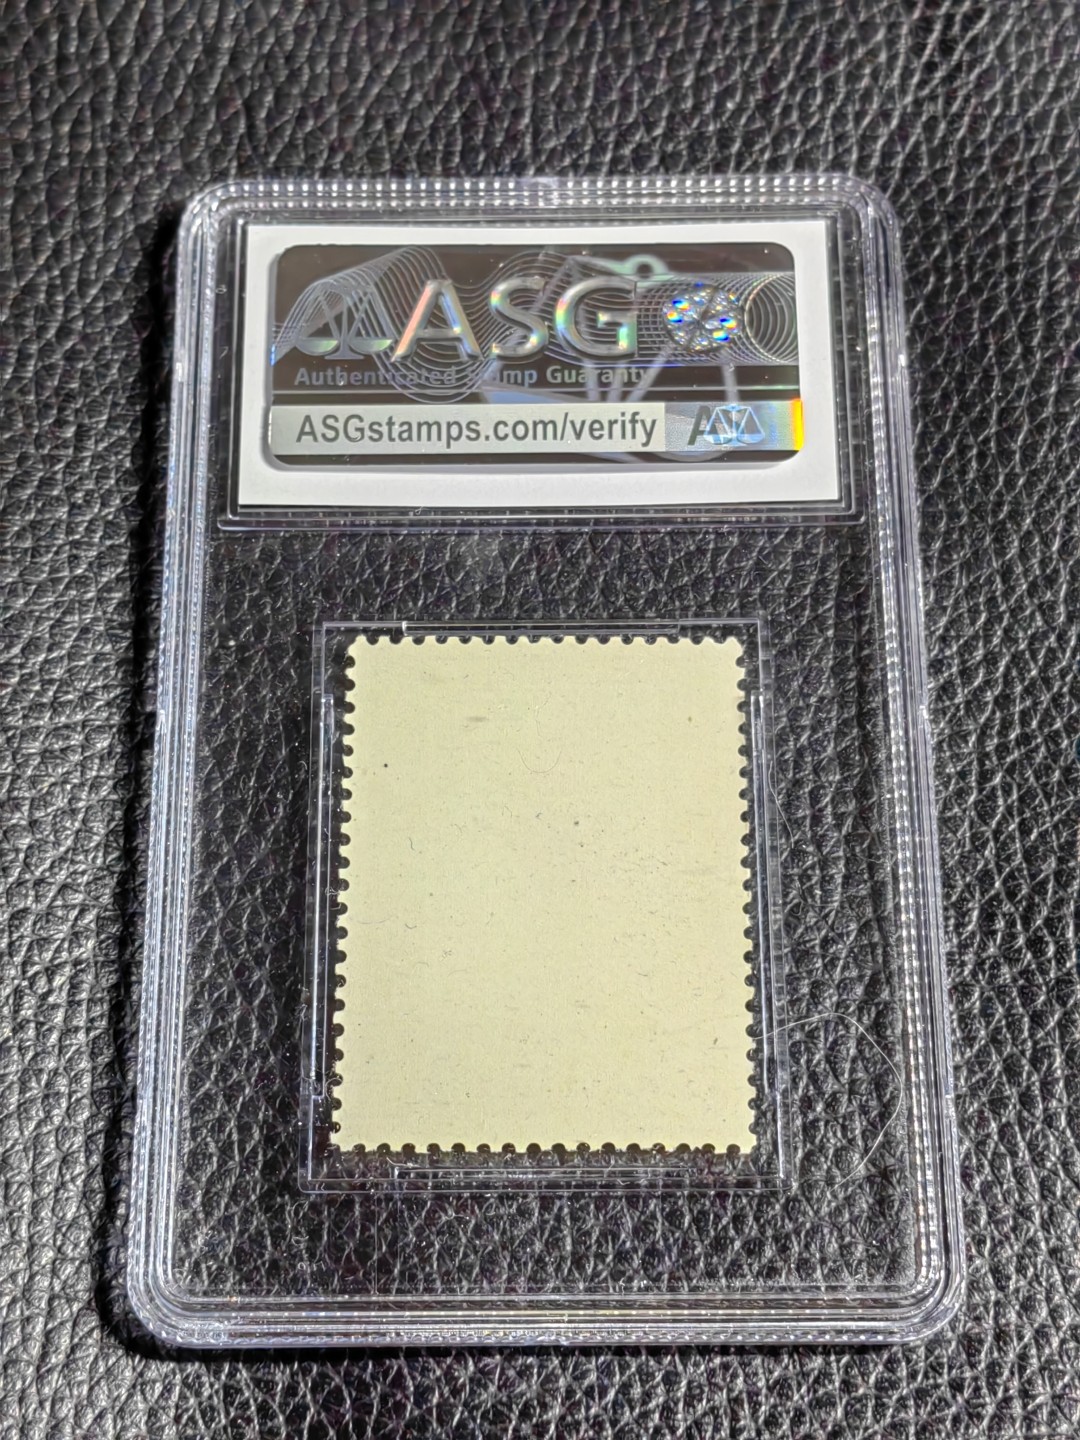 ASG
Authenticated Stamp Guaranty
ASGstamps.com/verify